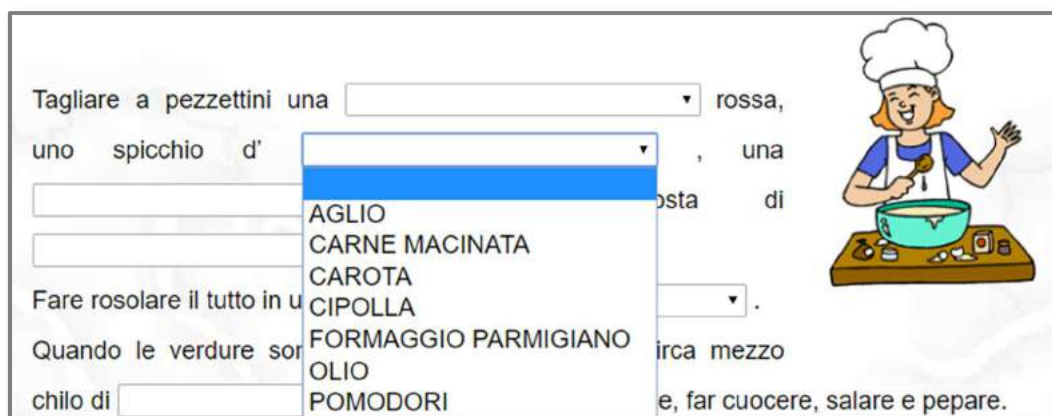 Tagliare a pezzettini una rossa,
uno spicchio d' , una
osta di
AGLIO
CARNE MACINATA
CAROTA
CIPOLLA
FORMAGGIO PARMIGIANO
OLIO
POMODORI
Fare rosolare il tutto in u .
Quando le verdure sor irca mezzo
chilo di e, far cuocere, salare e pepare.